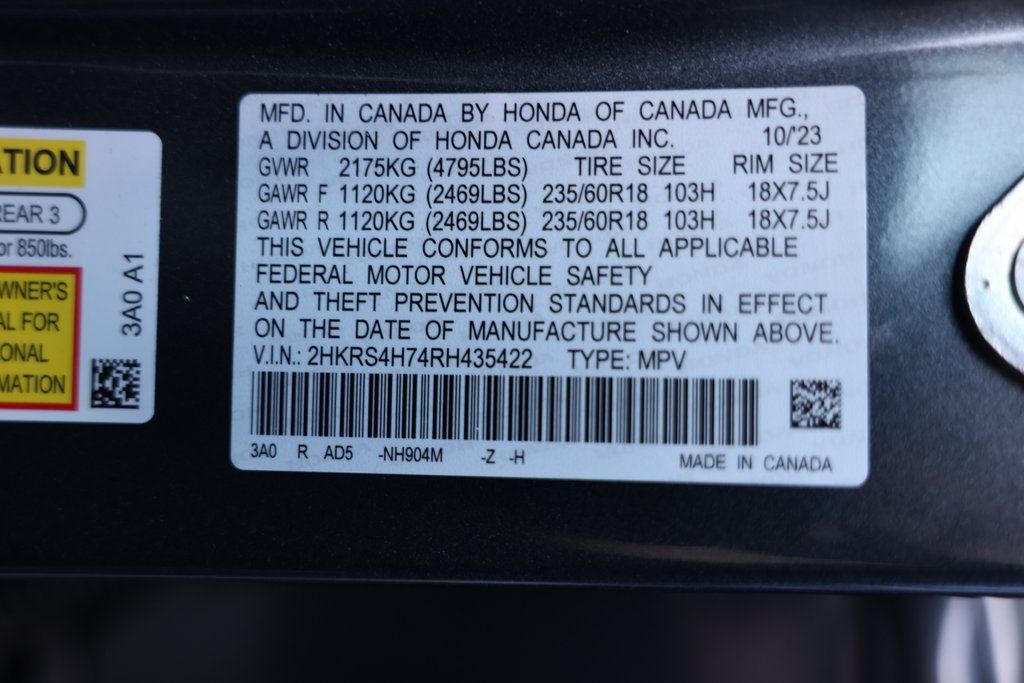 MFD. IN CANADA BY HONDA OF CANADA MFG.,
A DIVISION OF HONDA CANADA INC. 10/'23
GVWR 2175KG (4795LBS) TIRE SIZE RIM SIZE
GAWR F 1120KG (2469LBS) 235/60R18 103H 18X7.5J
GAWR R 1120KG (2469LBS) 235/60R18 103H 18X7.5J
THIS VEHICLE CONFORMS TO ALL APPLICABLE
FEDERAL MOTOR VEHICLE SAFETY
AND THEFT PREVENTION STANDARDS IN EFFECT
ON THE DATE OF MANUFACTURE SHOWN ABOVE.
V.I.N.: 2HKRS4H74RH435422 TYPE: MPV
3A0 R AD5 -NH904M -Z -H
MADE IN CANADA
ATION
REAR 3
or 850lbs.
WNER'S
AL FOR
ONAL
MATION
3A0 A1